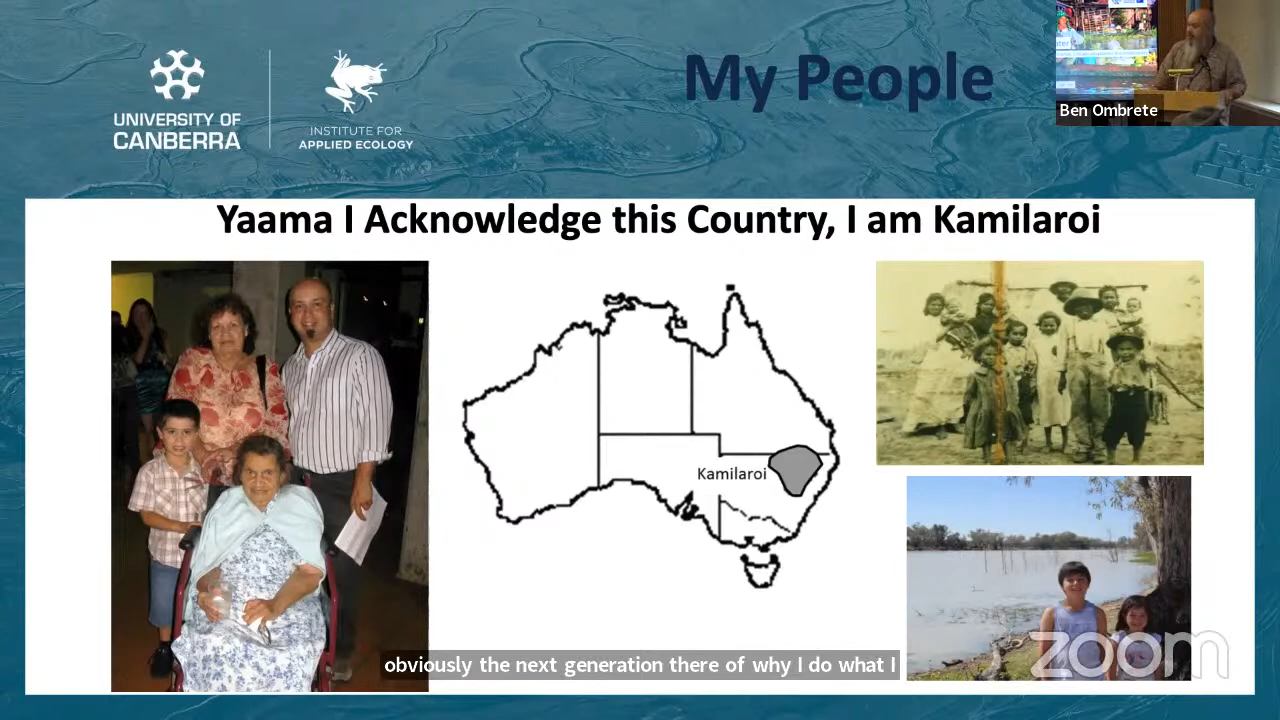 My People
UNIVERSITY OF
CANBERRA
INSTITUTE FOR
APPLIED ECOLOGY
Ben Ombrete
Yaama I Acknowledge this Country, I am Kamilaroi
Kamilaroi
obviously the next generation there of why I do what I
zoom